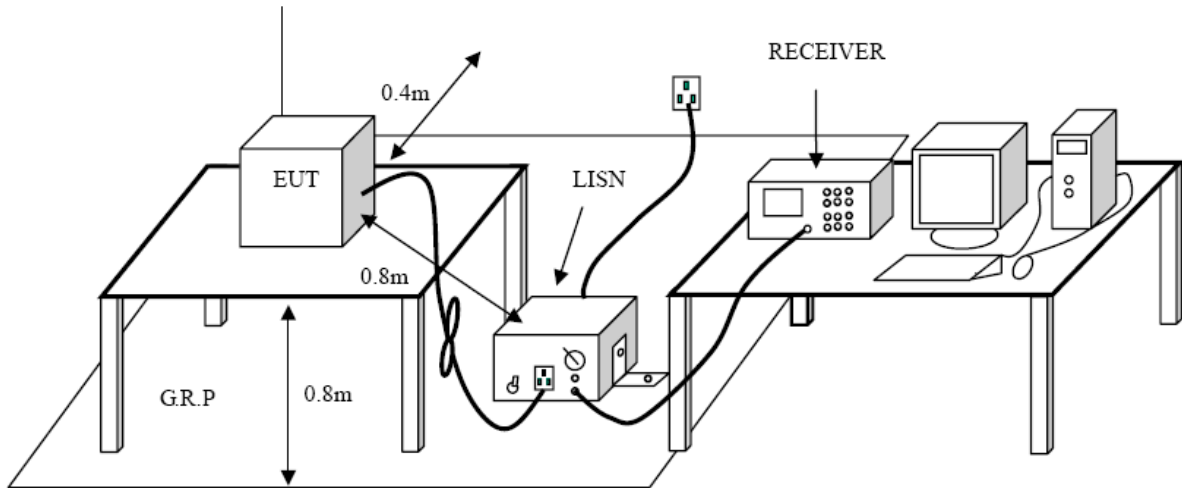 RECEIVER
0.4m
EUT
LISN
0.8m
G.R.P
0.8m